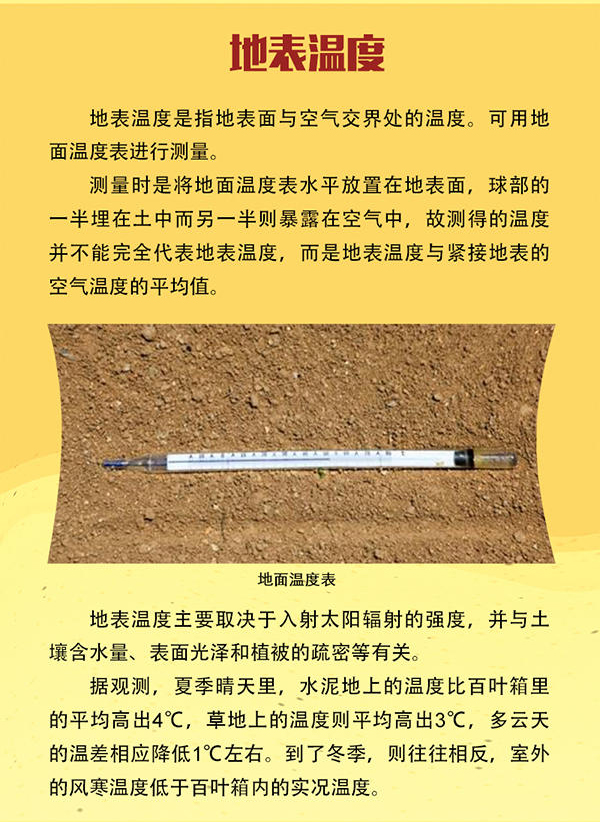 地表温度
地表温度是指地表面与空气交界处的温度。可用地
面温度表进行测量。
测量时是将地面温度表水平放置在地表面，球部的
一半埋在土中而另一半则暴露在空气中，故测得的温度
并不能完全代表地表温度，而是地表温度与紧接地表的
空气温度的平均值。
地面温度表
地表温度主要取决于入射太阳辐射的强度，并与土
壤含水量、表面光泽和植被的疏密等有关。
据观测，夏季晴天里，水泥地上的温度比百叶箱里
的平均高出4℃，草地上的温度则平均高出3℃，多云天
的温差相应降低1℃左右。到了冬季，则往往相反，室外
的风寒温度低于百叶箱内的实况温度。